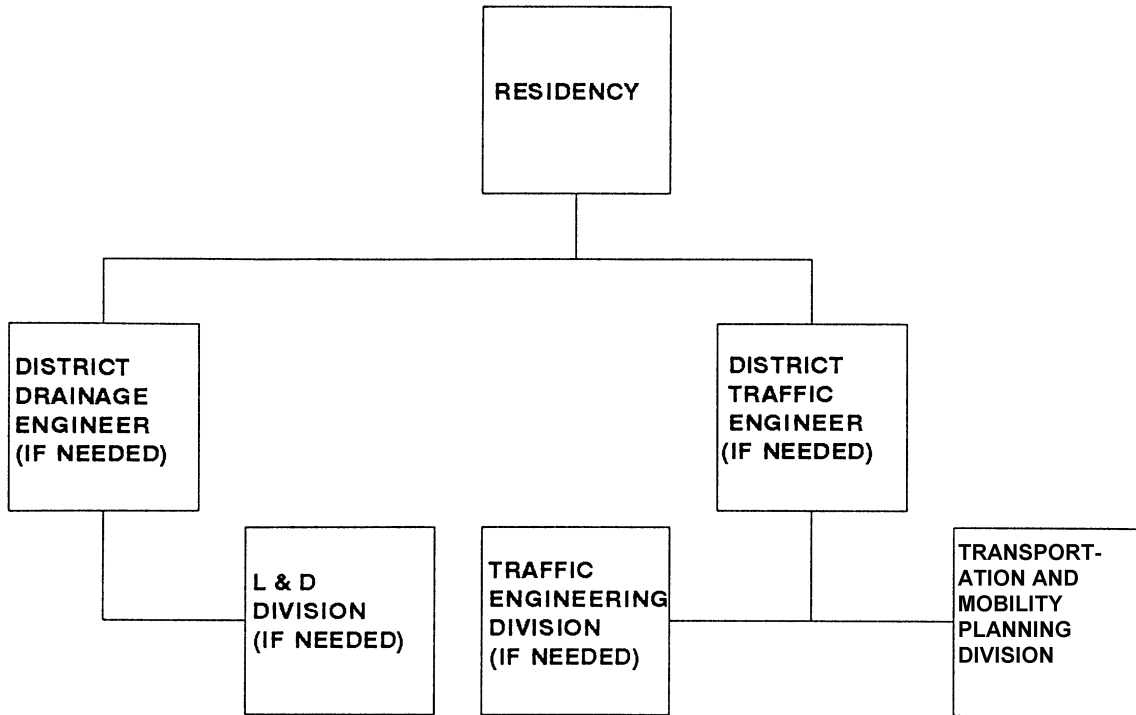 RESIDENCY
DISTRICT
DRAINAGE
ENGINEER
(IF NEEDED)
DISTRICT
TRAFFIC
ENGINEER
(IF NEEDED)
L & D
DIVISION
(IF NEEDED)
TRAFFIC
ENGINEERING
DIVISION
(IF NEEDED)
TRANSPORT-
ATION AND
MOBILITY
PLANNING
DIVISION